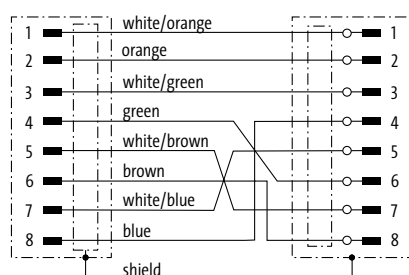 1 white/orange 1
2 orange 2
3 white/green 3
4 green 4
5 white/brown 5
6 brown 6
7 white/blue 7
8 blue 8
shield